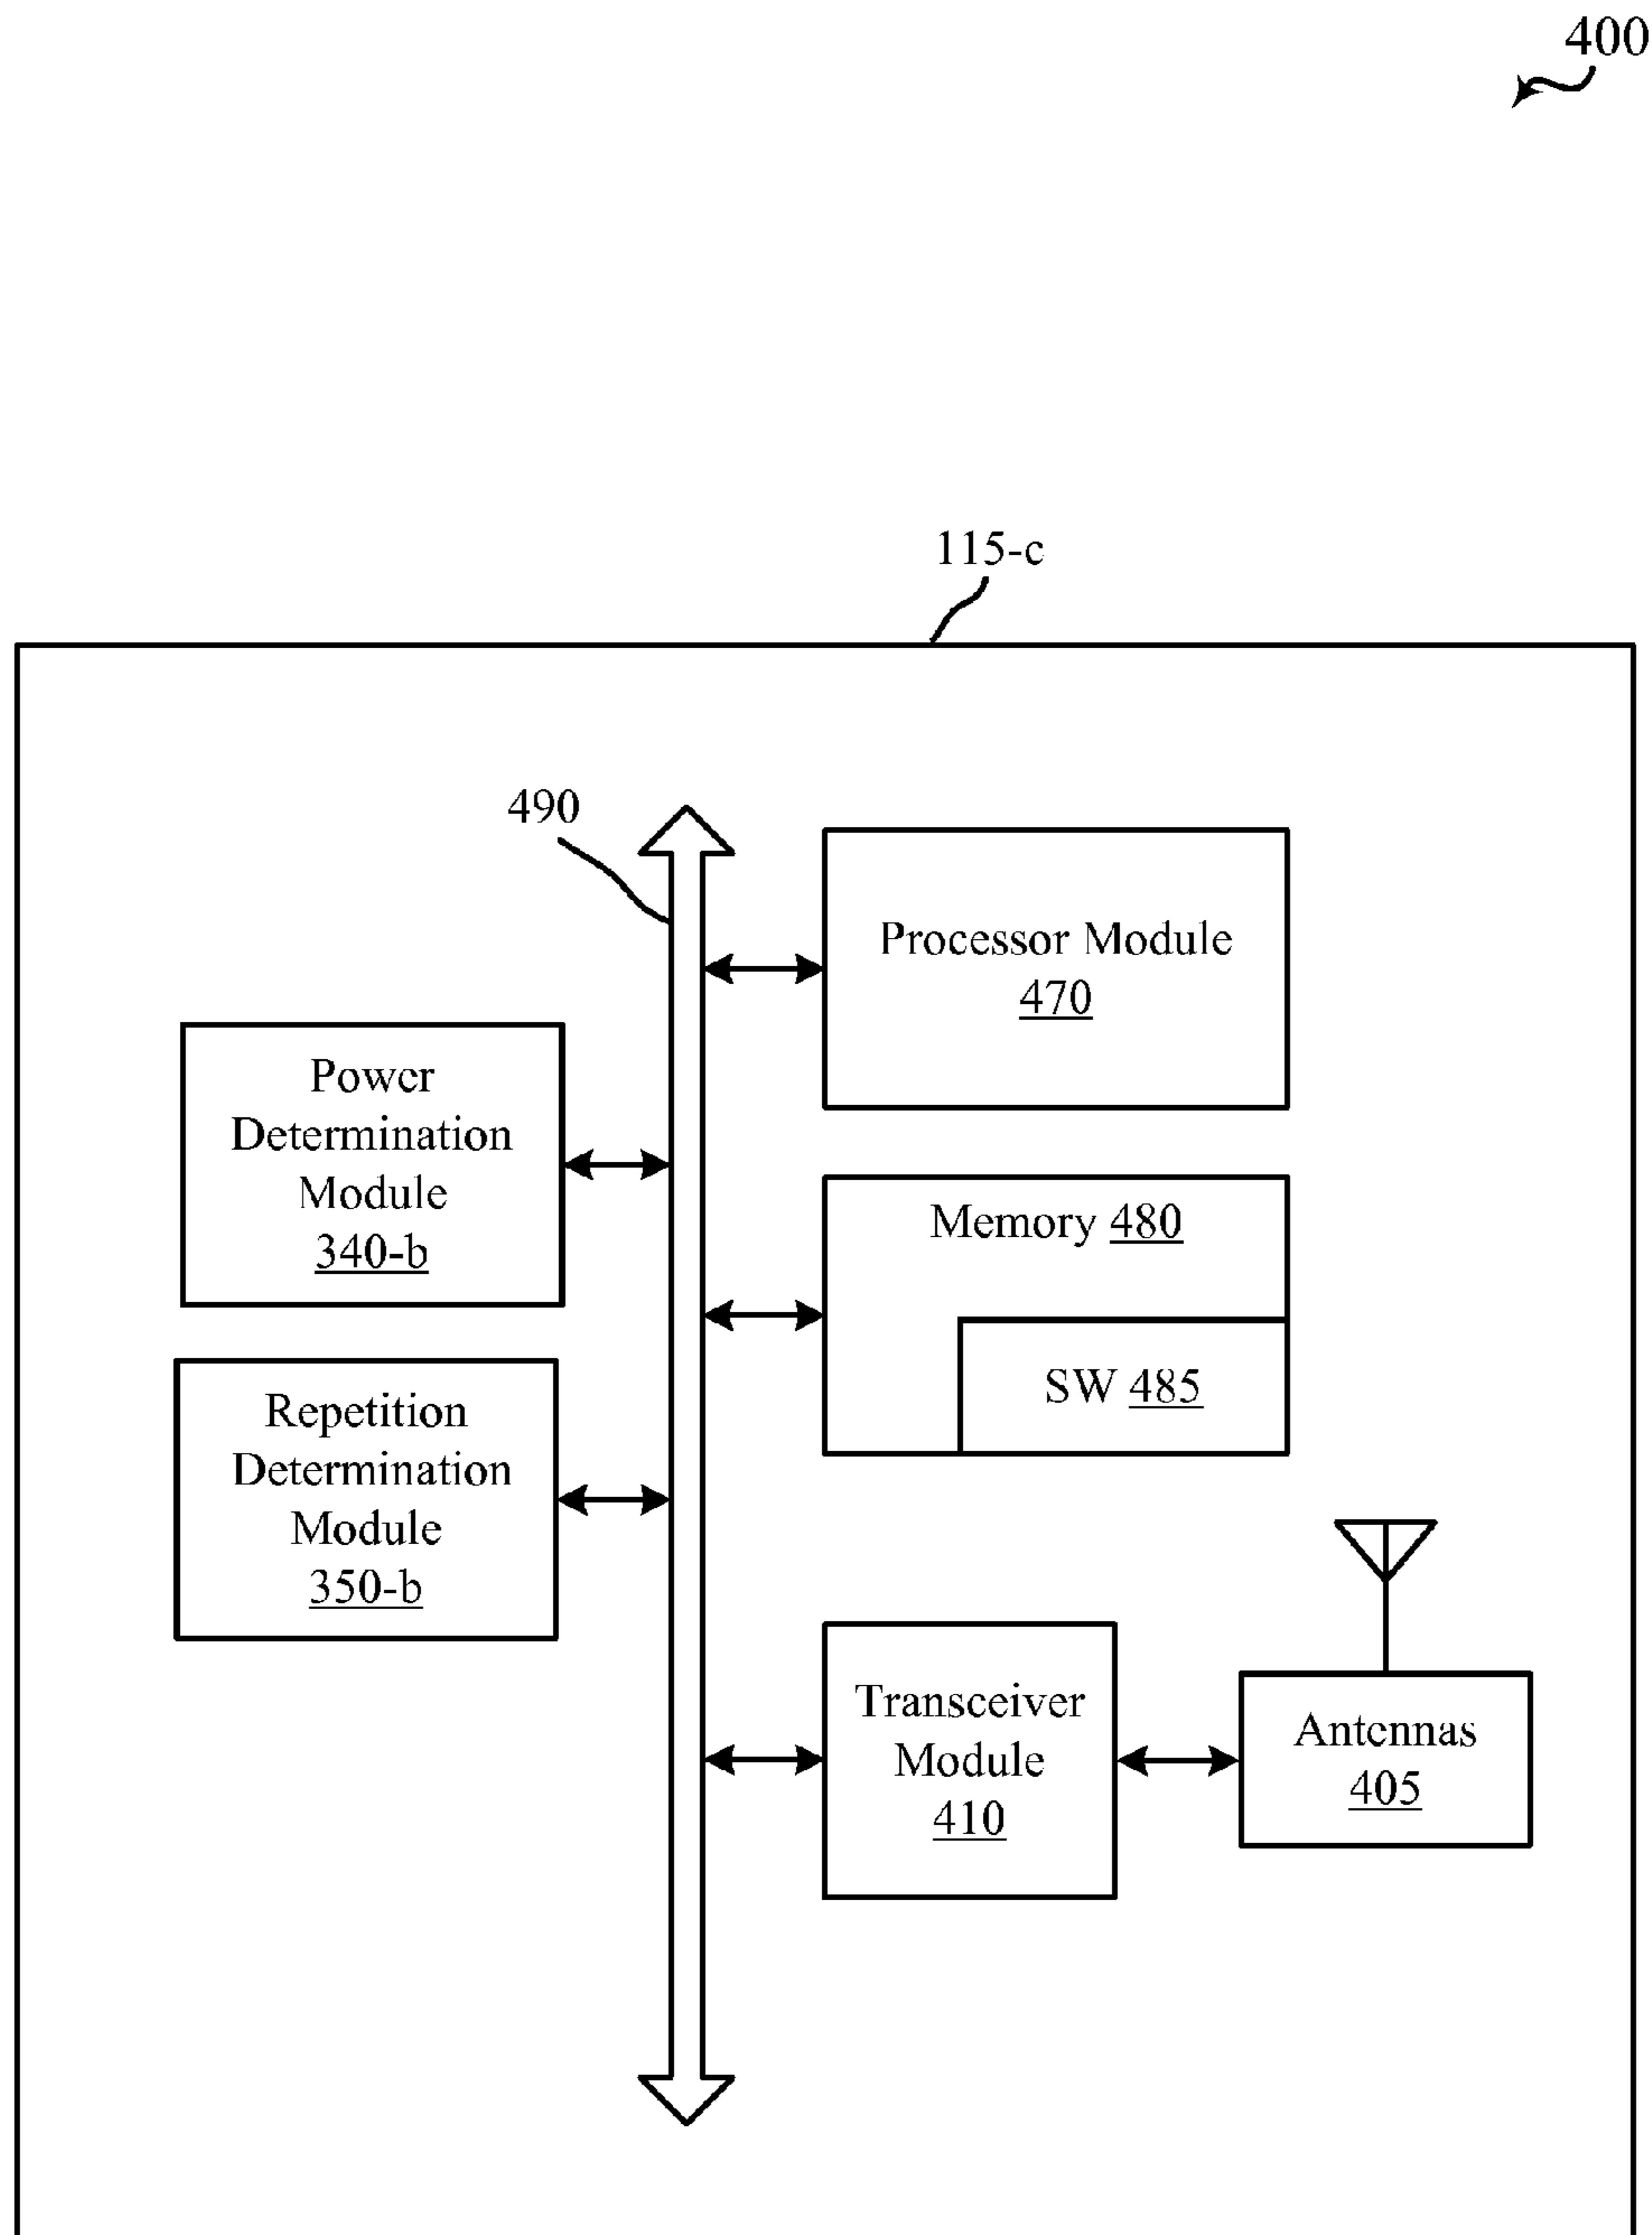 400
115-c
490
Processor Module
470
Power
Determination
Module
340-b
Memory 480
SW 485
Repetition
Determination
Module
350-b
Transceiver
Module
410
Antennas
405